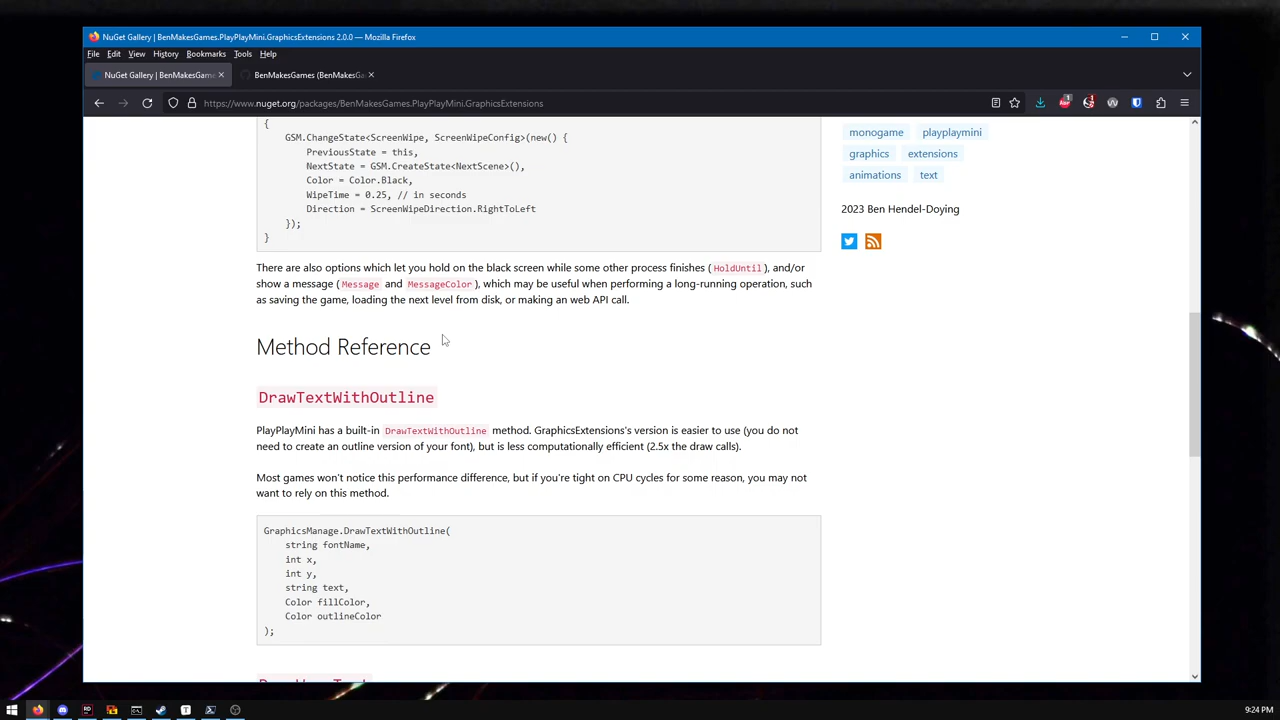 NuGet Gallery | BenMakesGames.PlayPlayMini.GraphicsExtensions 2.0.0 — Mozilla Firefox
File Edit View History Bookmarks Tools Help
NuGet Gallery | BenMakesGame
BenMakesGames (BenMakesG
https://www.nuget.org/packages/BenMakesGames.PlayPlayMini.GraphicsExtensions
1
{
GSM.ChangeState<ScreenWipe, ScreenWipeConfig>(new() {
PreviousState = this,
NextState = GSM.CreateState<NextScene>(),
Color = Color.Black,
WipeTime = 0.25, // in seconds
Direction = ScreenWipeDirection.RightToLeft
});
}
There are also options which let you hold on the black screen while some other process finishes (HoldUntil), and/or
show a message (Message and MessageColor), which may be useful when performing a long-running operation, such
as saving the game, loading the next level from disk, or making an web API call.
Method Reference
DrawTextWithOutline
PlayPlayMini has a built-in DrawTextWithOutline method. GraphicsExtensions's version is easier to use (you do not
need to create an outline version of your font), but is less computationally efficient (2.5x the draw calls).
Most games won't notice this performance difference, but if you're tight on CPU cycles for some reason, you may not
want to rely on this method.
GraphicsManage.DrawTextWithOutline(
string fontName,
int x,
int y,
string text,
Color fillColor,
Color outlineColor
);
monogame playplaymini
graphics extensions
animations text
2023 Ben Hendel-Doying
9:24 PM